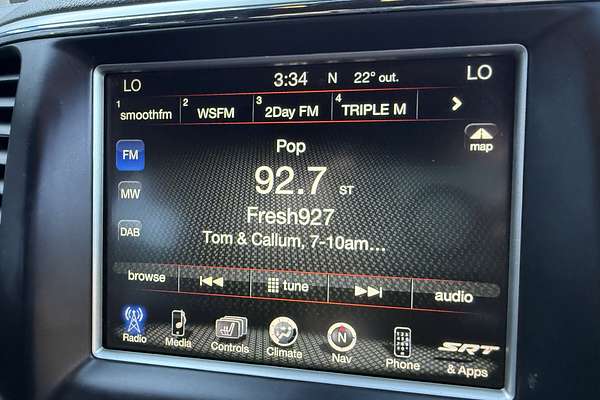 LO 3:34 N 22° out. LO
1 smoothfm 2 WSFM 3 2Day FM 4 TRIPLE M >
FM
Pop
map
92.7 ST
MW
Fresh927
DAB
Tom & Callum, 7-10am...
browse tune audio
Radio Media Controls Climate Nav Phone SRT & Apps